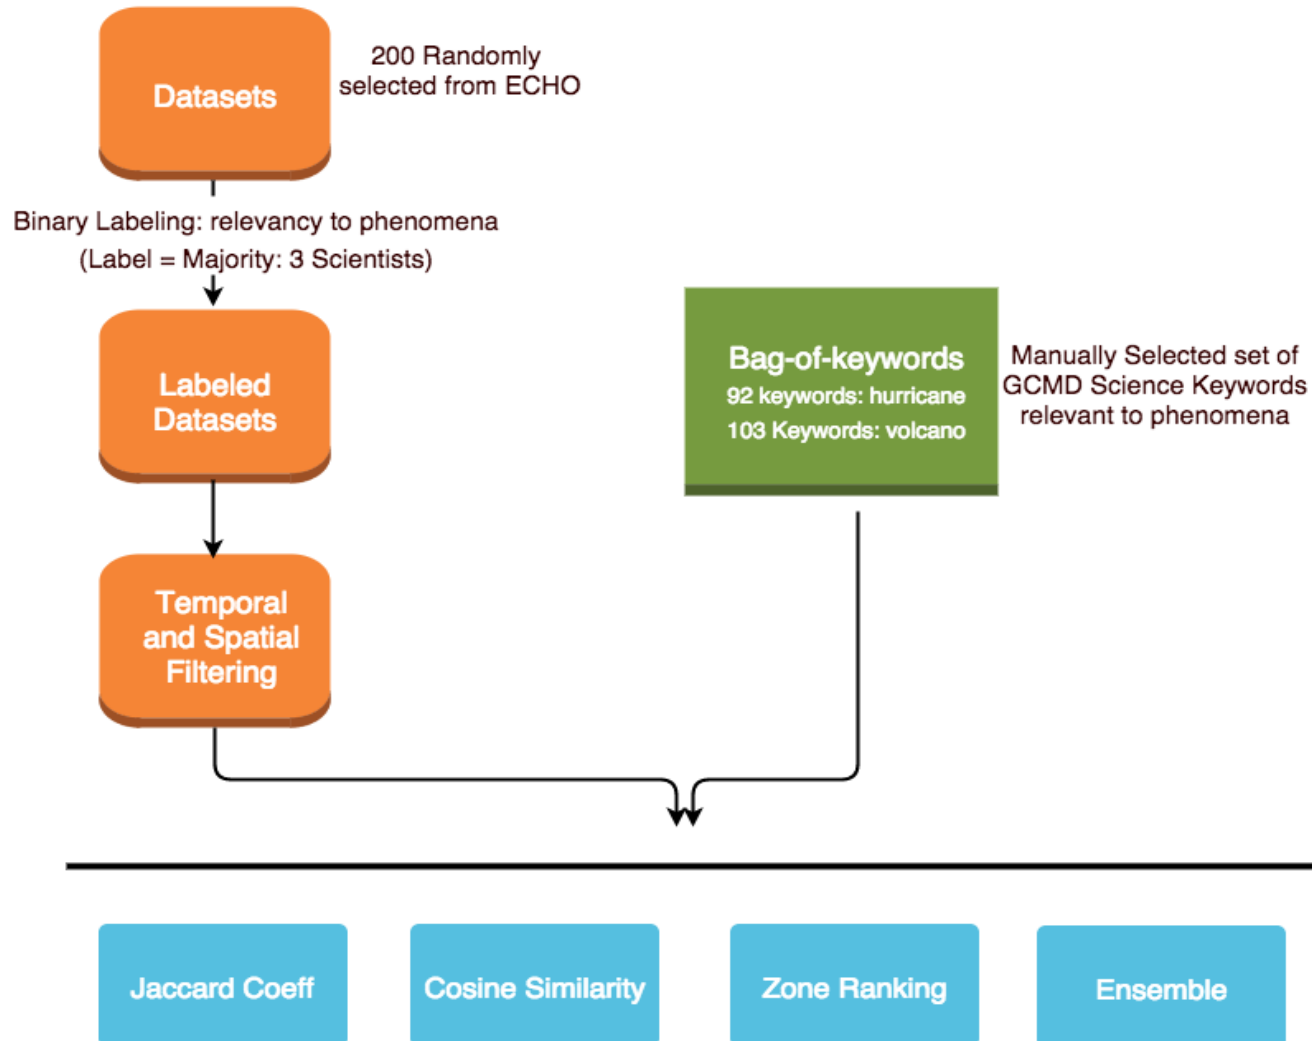 Datasets
200 Randomly
selected from ECHO
Binary Labeling: relevancy to phenomena
(Label = Majority: 3 Scientists)
Labeled
Datasets
Bag-of-keywords
92 keywords: hurricane
103 Keywords: volcano
Manually Selected set of
GCMD Science Keywords
relevant to phenomena
Temporal
and Spatial
Filtering
Jaccard Coeff
Cosine Similarity
Zone Ranking
Ensemble